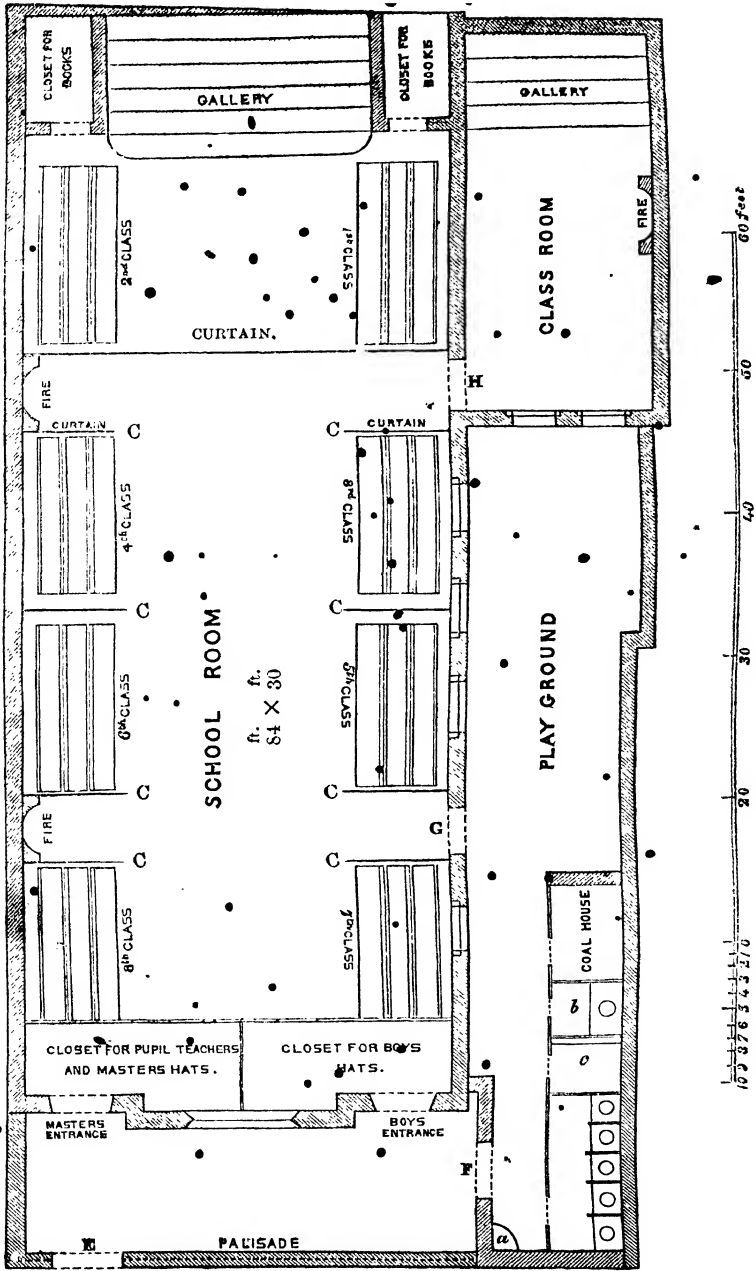 CLOSET FOR
BOOKS
GALLERY
CLOSET FOR
BOOKS
GALLERY
2nd CLASS
1st CLASS
CLASS ROOM
FIRE
CURTAIN.
FIRE
H
CURTAIN C
C CURTAIN
4th CLASS
3rd CLASS
C
C
SCHOOL ROOM
ft. ft.
84 × 30
6th CLASS
5th CLASS
PLAY GROUND
C
C
FIRE
G
C
C
8th CLASS
7th CLASS
COAL HOUSE
b
c
CLOSET FOR PUPIL TEACHERS
AND MASTERS HATS.
CLOSET FOR BOYS
HATS.
MASTERS
ENTRANCE
BOYS
ENTRANCE
F
a
E
PALISADE
60 feet
50
40
30
20